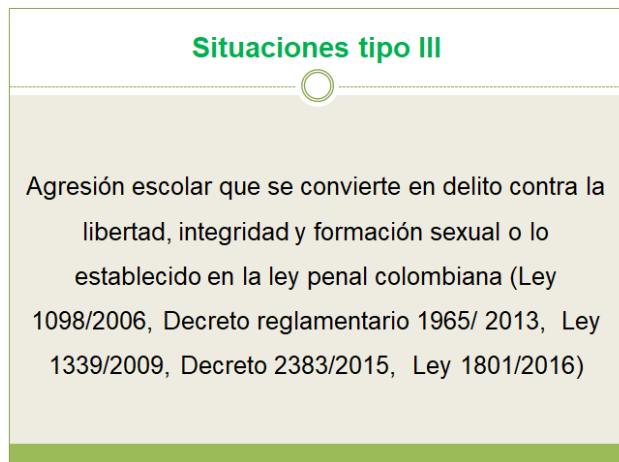 Situaciones tipo III
Agresión escolar que se convierte en delito contra la
libertad, integridad y formación sexual o lo
establecido en la ley penal colombiana (Ley
1098/2006, Decreto reglamentario 1965/ 2013, Ley
1339/2009, Decreto 2383/2015, Ley 1801/2016)